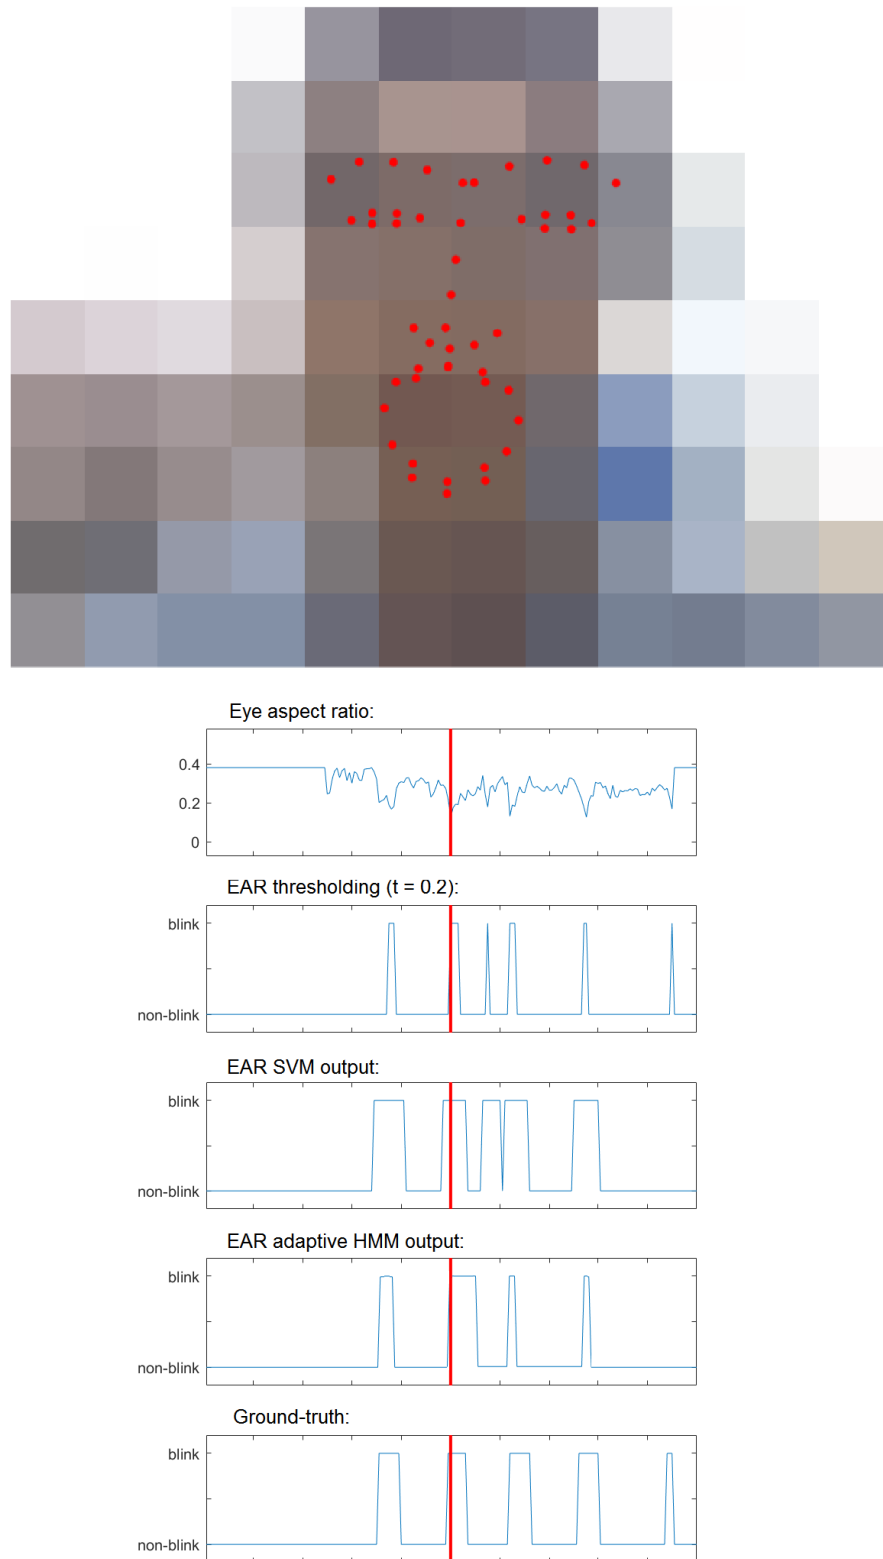 Eye aspect ratio:
0.4
0.2
0
EAR thresholding (t = 0.2):
blink
non-blink
EAR SVM output:
blink
non-blink
EAR adaptive HMM output:
blink
non-blink
Ground-truth:
blink
non-blink